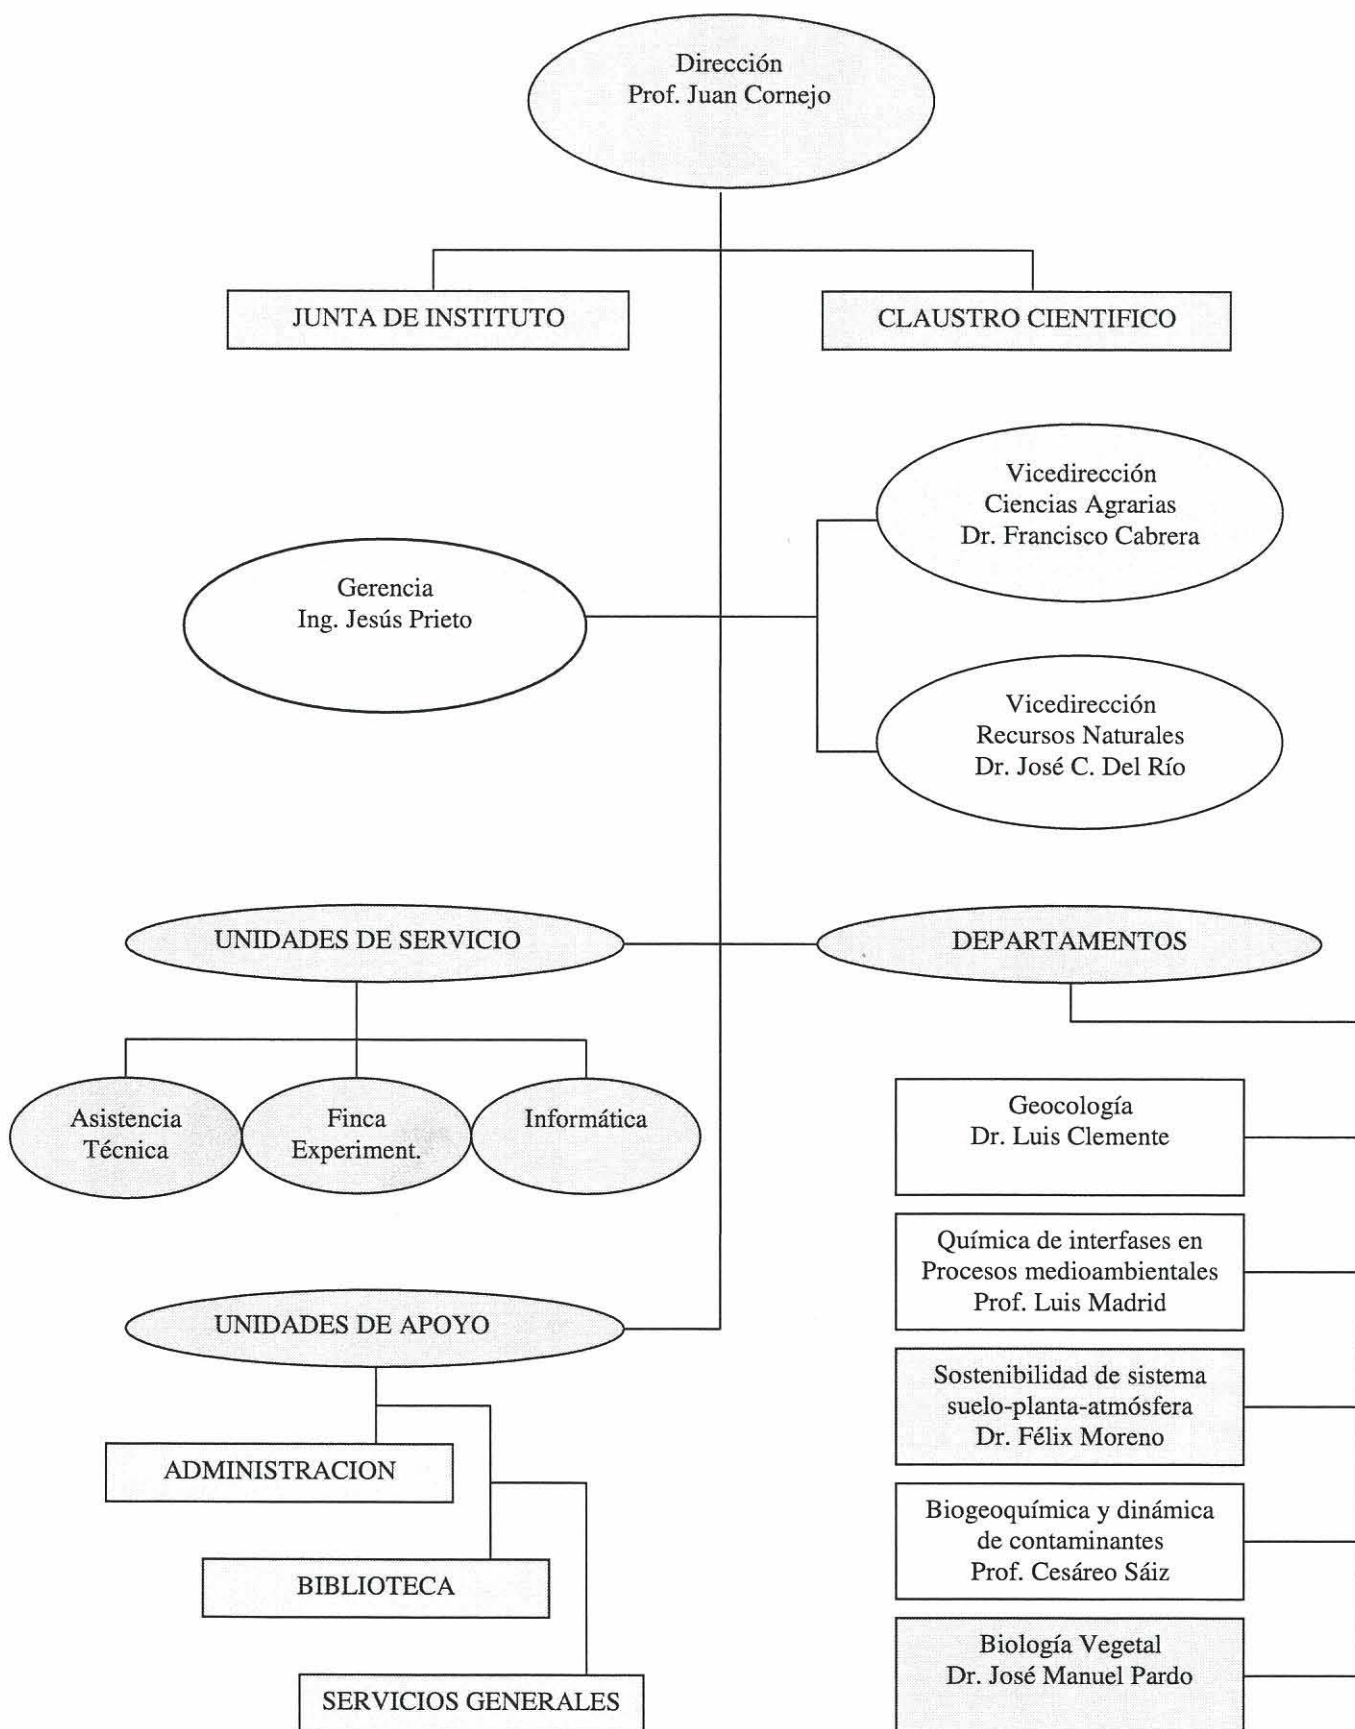 Dirección
Prof. Juan Cornejo
JUNTA DE INSTITUTO
CLAUSTRO CIENTIFICO
Vicedirección
Ciencias Agrarias
Dr. Francisco Cabrera
Gerencia
Ing. Jesús Prieto
Vicedirección
Recursos Naturales
Dr. José C. Del Río
UNIDADES DE SERVICIO
DEPARTAMENTOS
Asistencia
Técnica
Finca
Experiment.
Informática
Geocología
Dr. Luis Clemente
Química de interfases en
Procesos medioambientales
Prof. Luis Madrid
UNIDADES DE APOYO
Sostenibilidad de sistema
suelo-planta-atmósfera
Dr. Félix Moreno
ADMINISTRACION
Biogeoquímica y dinámica
de contaminantes
Prof. Cesáreo Sáiz
BIBLIOTECA
Biología Vegetal
Dr. José Manuel Pardo
SERVICIOS GENERALES